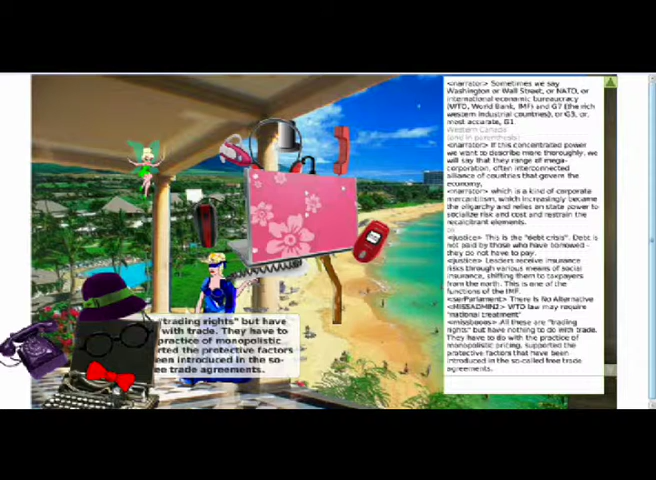 <narrator> Sometimes we say
Washington or Wall Street, or NATO, or
international economic bureaucracy
(WTO, World Bank, IMF) and G7 (the rich
western industrial countries), or G3, or,
most accurate, G1
Western Canada
Send in parenthesis:
<narrator> If this concentrated power
we want to describe more thoroughly, we
will say that they range of mega-
corporation, often interconnected
alliance of countries that govern the
economy,
<narrator> which is a kind of corporate
mercantilism, which increasingly became
the oligarchy and relies on state power to
socialize risk and cost and restrain the
recalcitrant elements.
<justice> This is the "debt crisis". Debt is
not paid by those who have borrowed -
they do not have to pay.
<justice> Leaders receive insurance
risks through various means of social
insurance, shifting them to taxpayers
from the north. This is one of the
functions of the IMF.
<serParlament> There Is No Alternative
<MISSADMIN2> WTO law may require
"national treatment"
<missbeoos> All these are "trading
rights" but have nothing to do with trade.
They have to do with the practice of
monopolistic pricing, supported the
protective factors that have been
introduced in the so-called free trade
agreements.
"trading rights" but have
with trade. They have to
practice of monopolistic
rted the protective factors
een introduced in the so-
ee trade agreements.